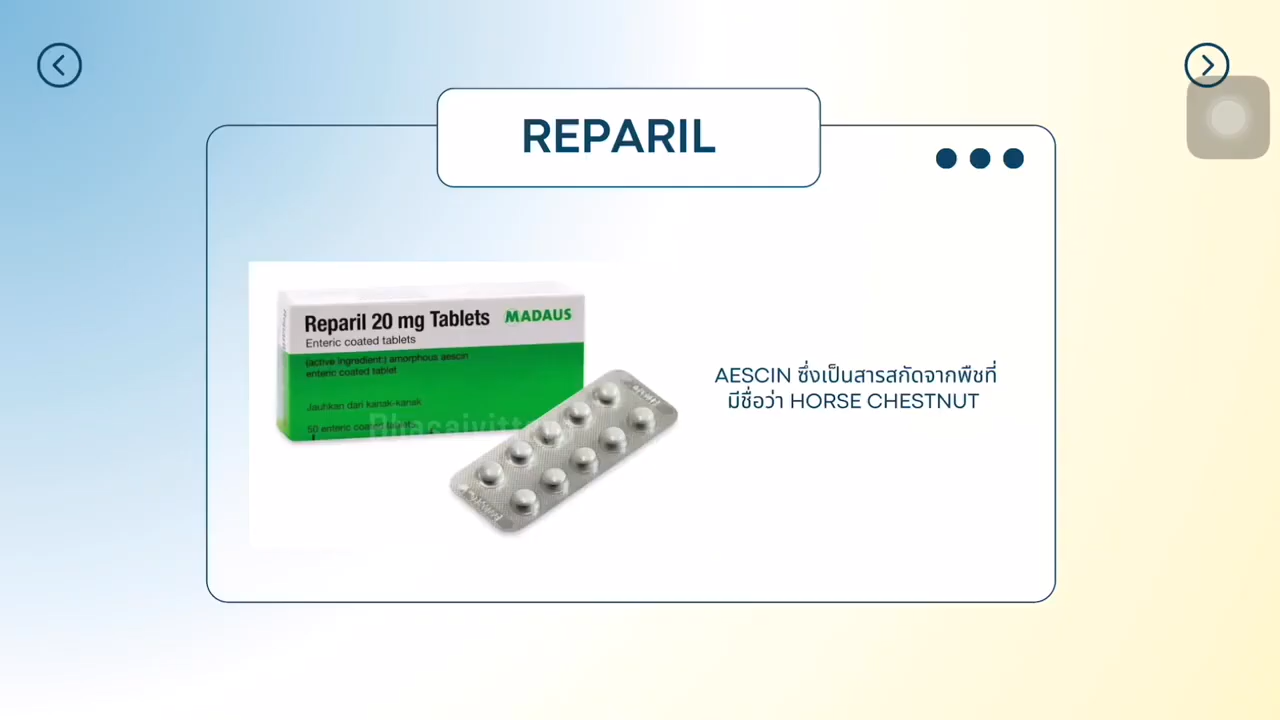 REPARIL
Reparil 20 mg Tablets
MADAUS
Enteric coated tablets
(active ingredient:) amorphous aescin
enteric coated tablet
Jauhkan dari kanak-kanak
50 enteric coated tablets
AESCIN ซึ่งเป็นสารสกัดจากพืชที่
มีชื่อว่า HORSE CHESTNUT